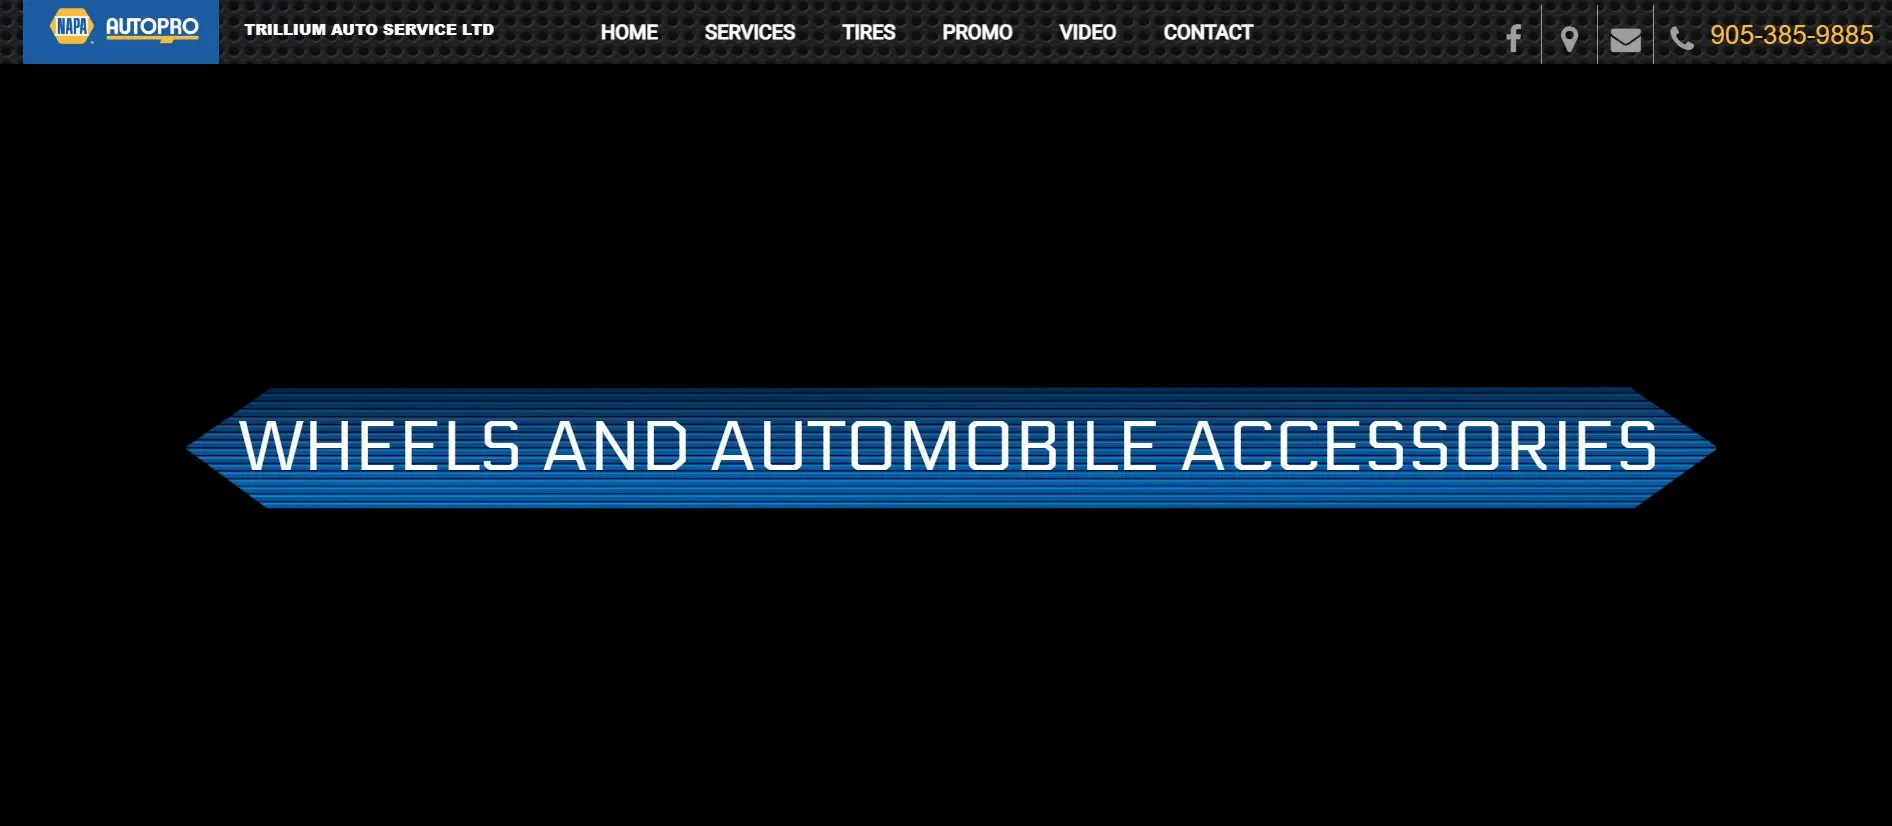 NAPA AUTOPRO
TRILLIUM AUTO SERVICE LTD
HOME SERVICES TIRES PROMO VIDEO CONTACT
905-385-9885
WHEELS AND AUTOMOBILE ACCESSORIES